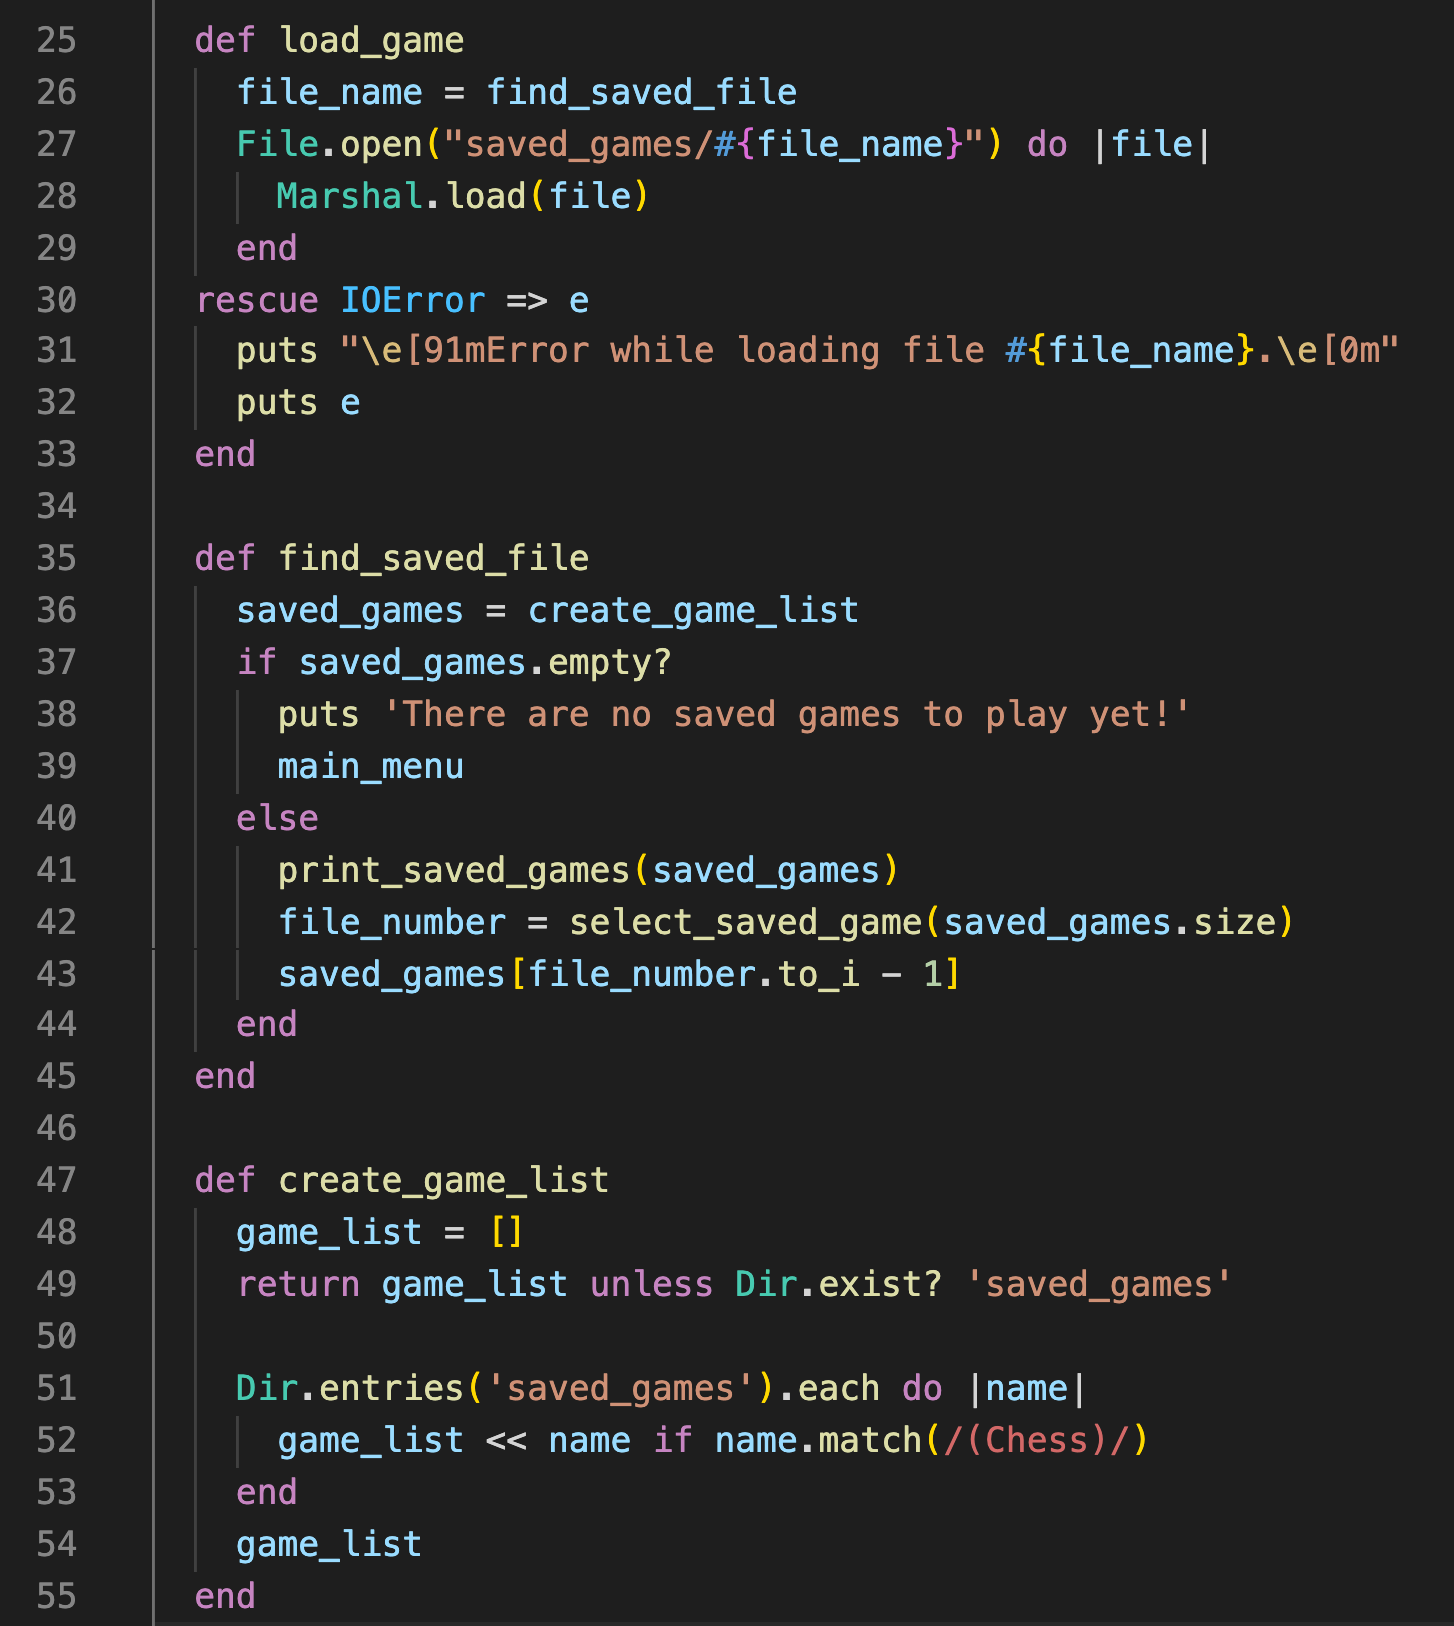 25 def load_game
26 file_name = find_saved_file
27 File.open("saved_games/#{file_name}") do |file|
28 Marshal.load(file)
29 end
30 rescue IOError => e
31 puts "\e[91mError while loading file #{file_name}.\e[0m"
32 puts e
33 end
34
35 def find_saved_file
36 saved_games = create_game_list
37 if saved_games.empty?
38 puts 'There are no saved games to play yet!'
39 main_menu
40 else
41 print_saved_games(saved_games)
42 file_number = select_saved_game(saved_games.size)
43 saved_games[file_number.to_i - 1]
44 end
45 end
46
47 def create_game_list
48 game_list = []
49 return game_list unless Dir.exist? 'saved_games'
50
51 Dir.entries('saved_games').each do |name|
52 game_list << name if name.match(/(Chess)/)
53 end
54 game_list
55 end